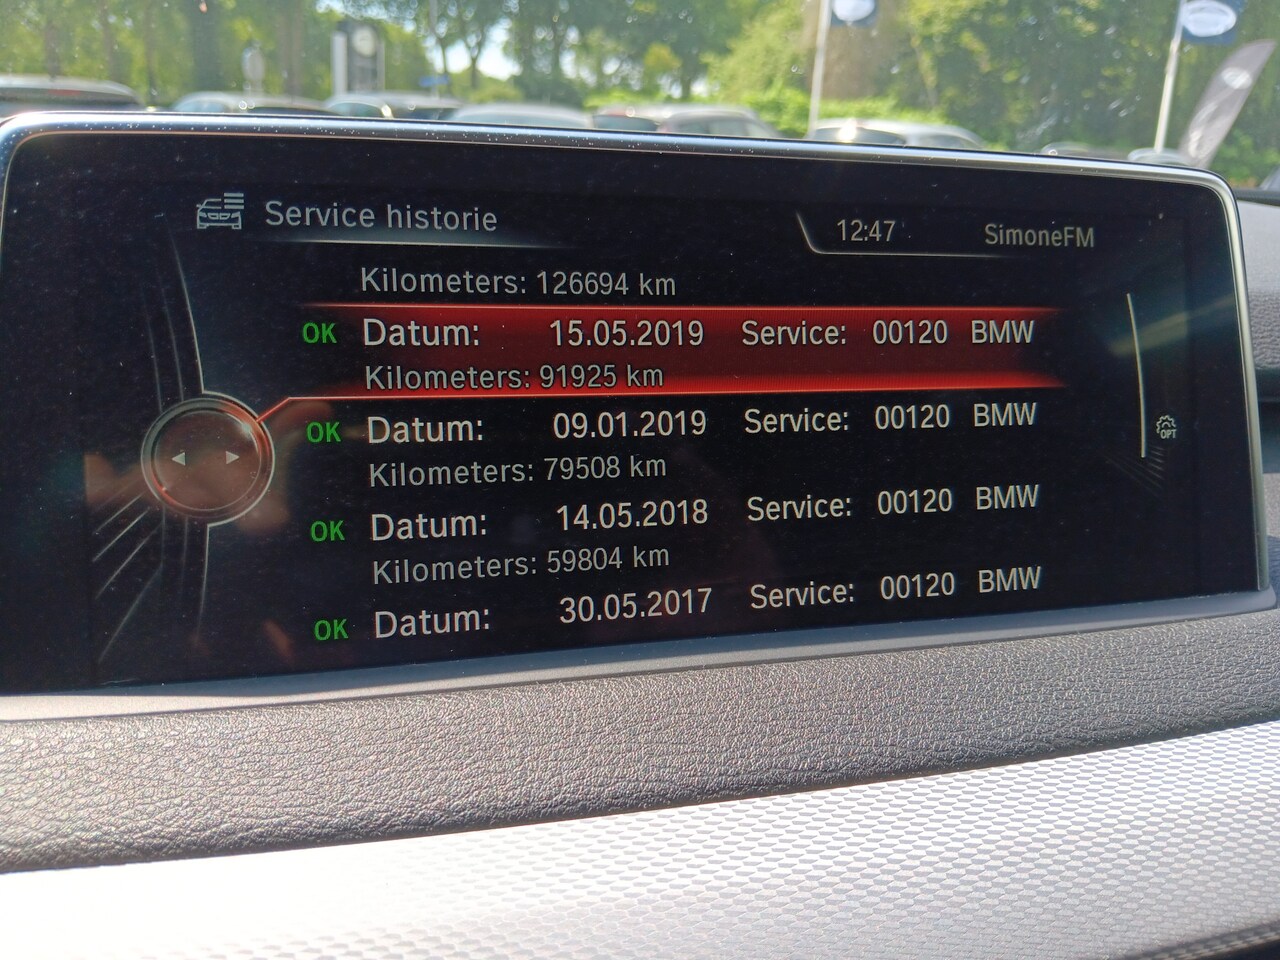 Service historie
12:47
SimoneFM
Kilometers: 126694 km
OK Datum: 15.05.2019 Service: 00120 BMW
Kilometers: 91925 km
OK Datum: 09.01.2019 Service: 00120 BMW
Kilometers: 79508 km
OK Datum: 14.05.2018 Service: 00120 BMW
Kilometers: 59804 km
OK Datum: 30.05.2017 Service: 00120 BMW
OPT